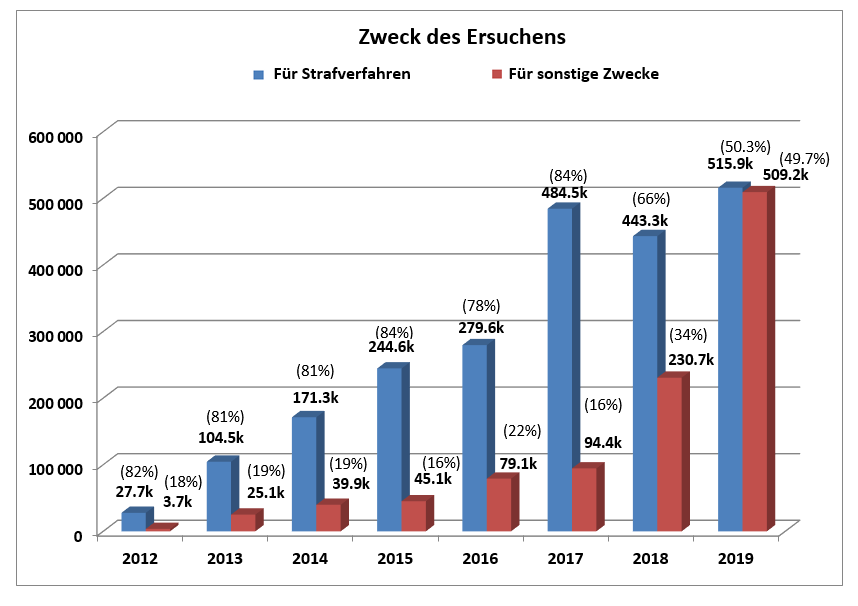 Zweck des Ersuchens
Für Strafverfahren Für sonstige Zwecke
600 000
500 000
400 000
300 000
200 000
100 000
0
(82%)
27.7k
(18%)
3.7k
(81%)
104.5k
(19%)
25.1k
(81%)
171.3k
(19%)
39.9k
(84%)
244.6k
(16%)
45.1k
(78%)
279.6k
(22%)
79.1k
(84%)
484.5k
(16%)
94.4k
(66%)
443.3k
(34%)
230.7k
(50.3%)
515.9k
(49.7%)
509.2k
2012 2013 2014 2015 2016 2017 2018 2019